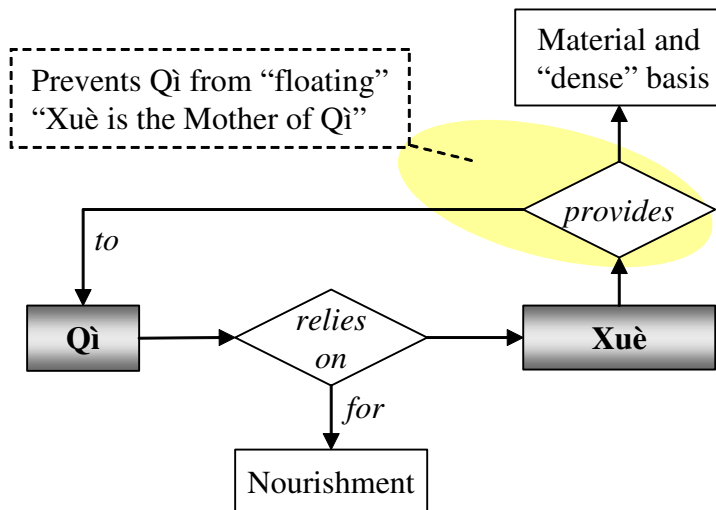 Material and
“dense” basis
Prevents Qì from “floating”
“Xuè is the Mother of Qì”
provides
to
Qì
relies
on
Xuè
for
Nourishment